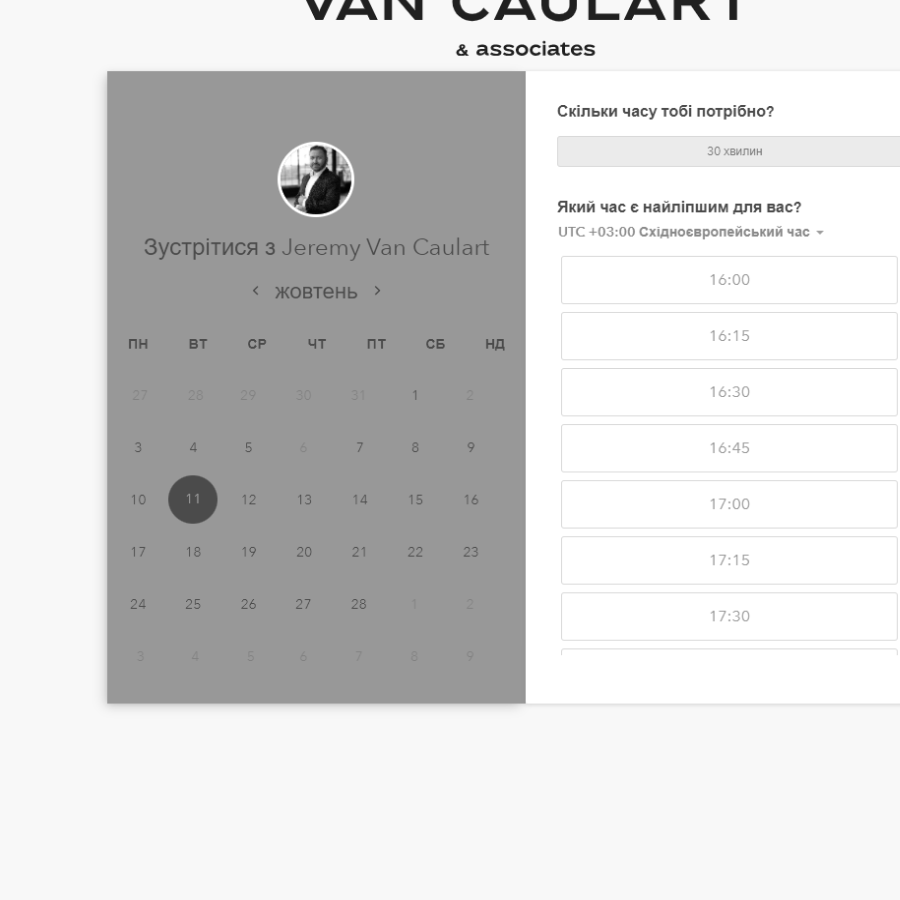 VAN CAULART
& associates
Зустрітися з Jeremy Van Caulart
жовтень
ПН ВТ СР ЧТ ПТ СБ НД
27 28 29 30 31 1 2
3 4 5 6 7 8 9
10 11 12 13 14 15 16
17 18 19 20 21 22 23
24 25 26 27 28 1 2
3 4 5 6 7 8 9
Скільки часу тобі потрібно?
30 хвилин
Який час є найліпшим для вас?
UTC +03:00 Східноєвропейський час
16:00
16:15
16:30
16:45
17:00
17:15
17:30